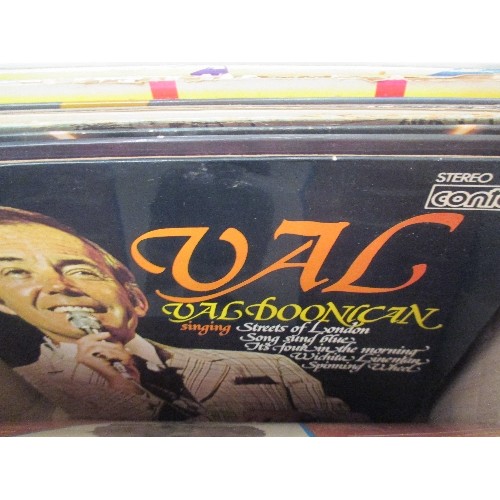 STEREO
VAL
VAL DOONICAN
singing Streets of London
Song sung blue
It's four in the morning
Wichita Lineman
Spinning Wheel